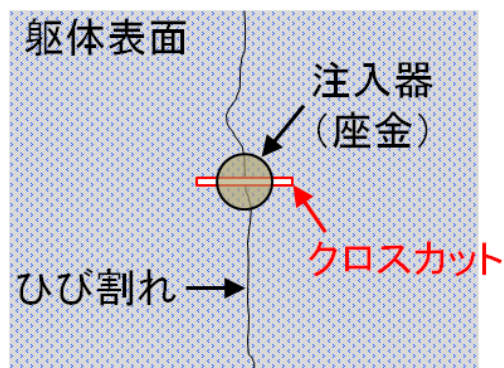 躯体表面
注入器
（座金）
クロスカット
ひび割れ